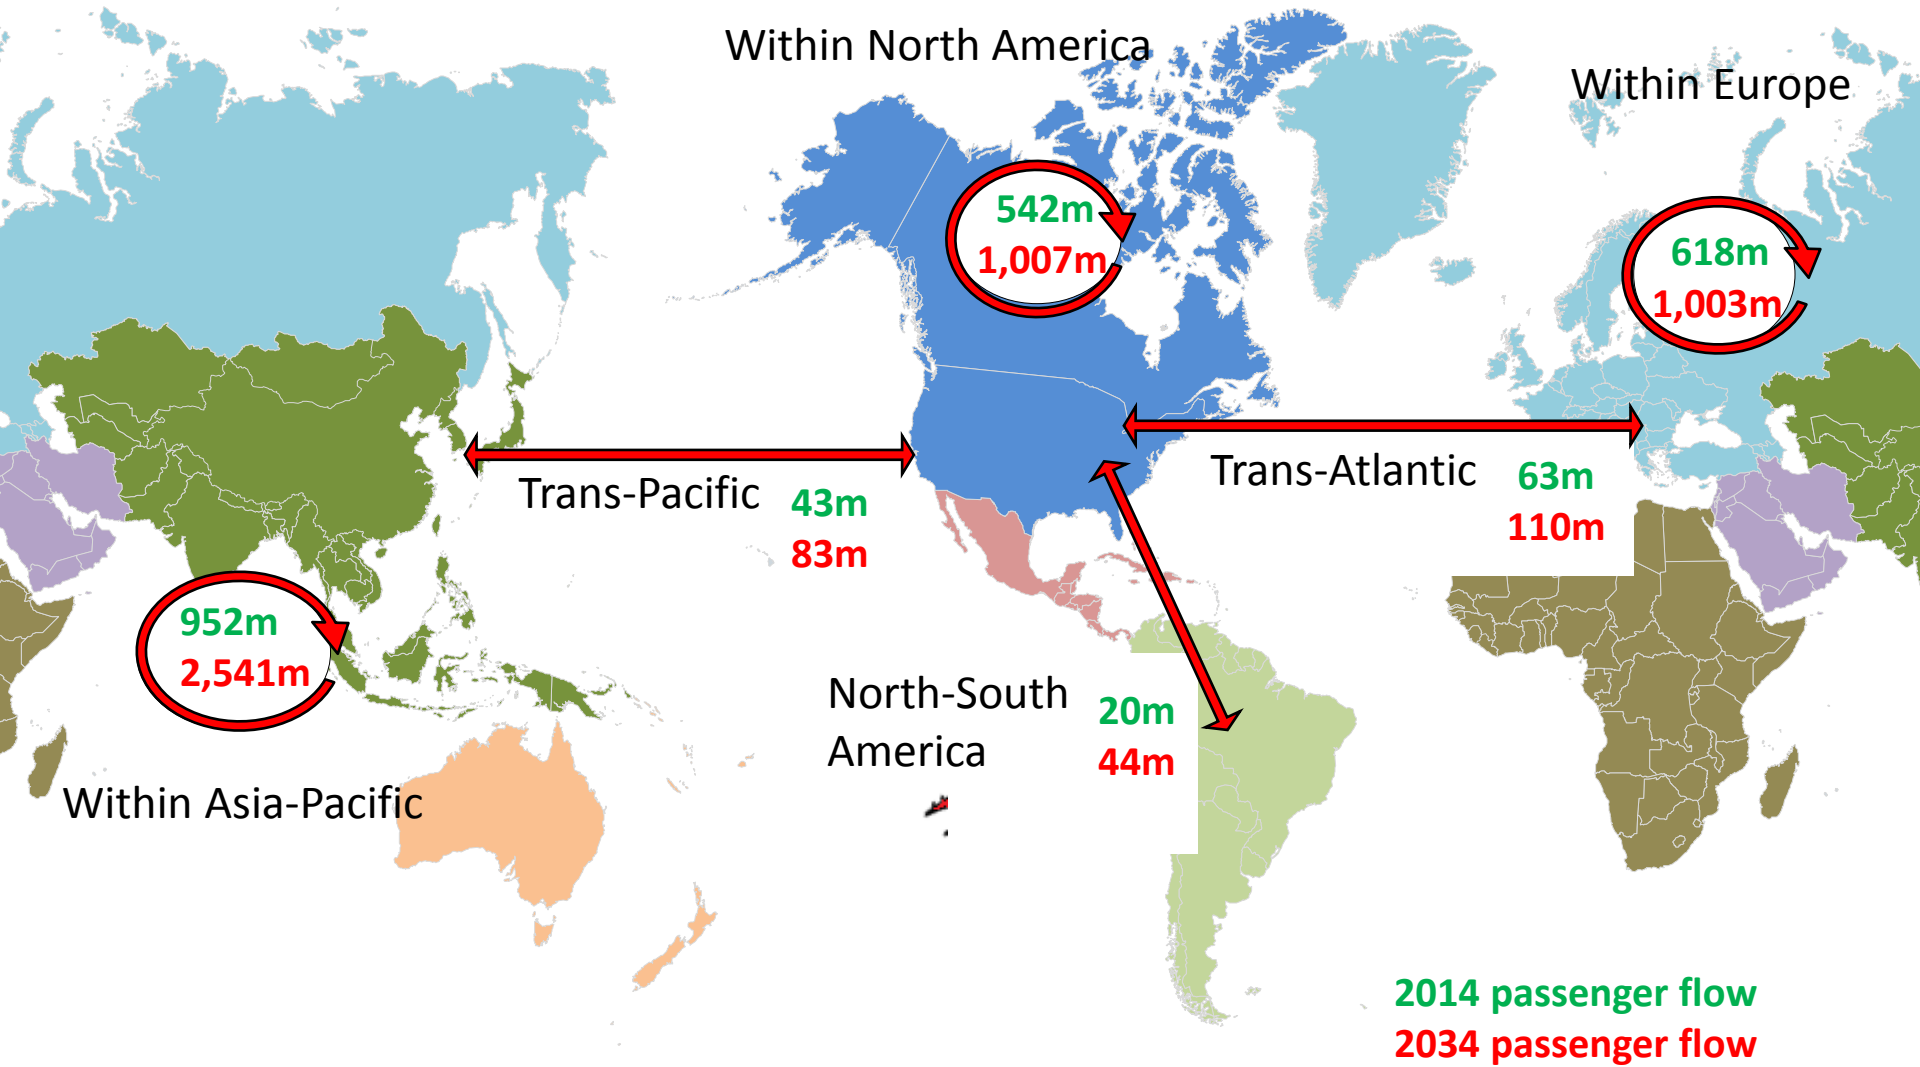 Within North America
542m
1,007m
Within Europe
618m
1,003m
Trans-Pacific
43m
83m
Trans-Atlantic
63m
110m
952m
2,541m
Within Asia-Pacific
North-South
America
20m
44m
2014 passenger flow
2034 passenger flow